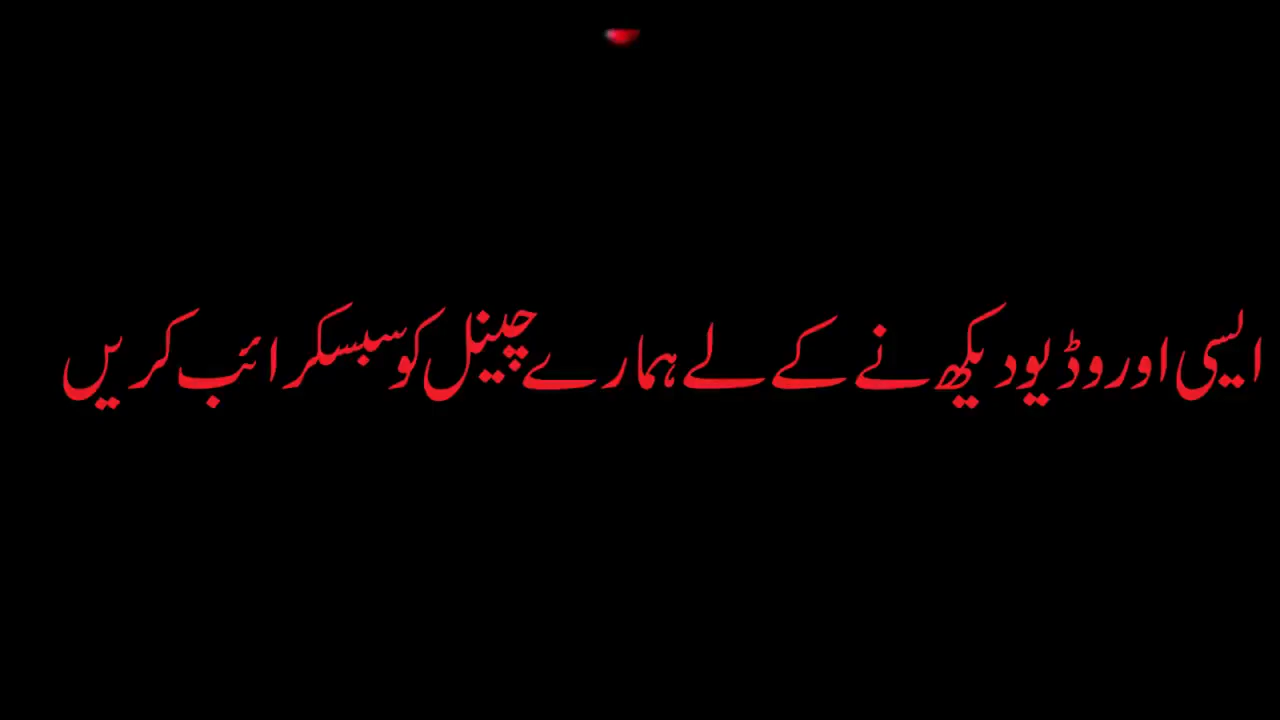 ایسی اور وڈیو دیکھنے کے لے ہمارے چینل کو سبسکرائب کریں